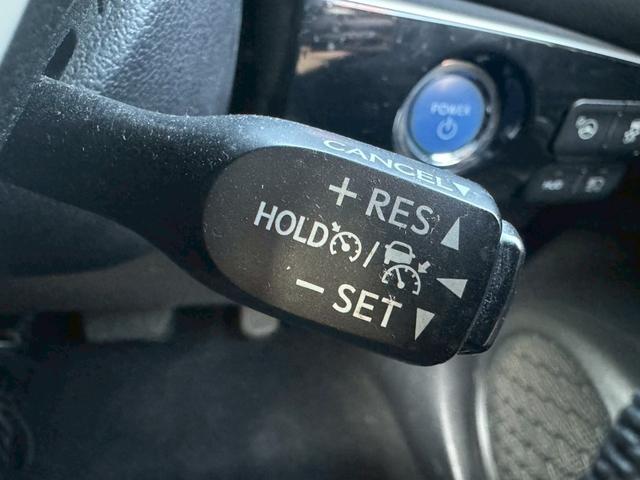 POWER
CANCEL▼
+ RES ▲
HOLD / ◄
− SET ▼